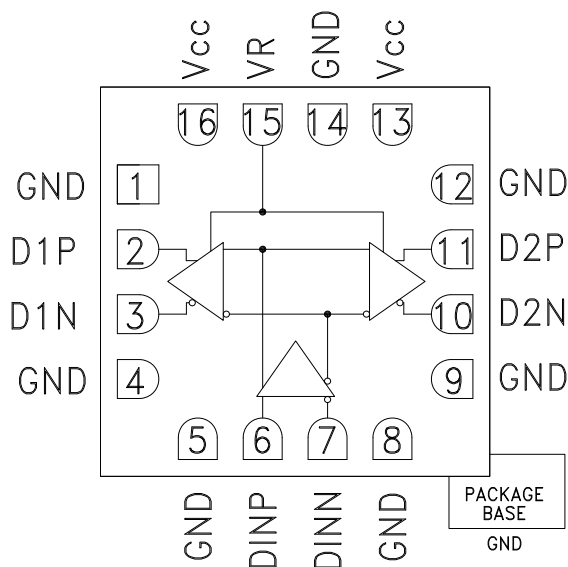 Vcc
VR
GND
Vcc
16
15
14
13
GND 1
12 GND
D1P 2
11 D2P
D1N 3
10 D2N
GND 4
9 GND
5
6
7
8
GND
DINP
DINN
GND
PACKAGE
BASE
GND